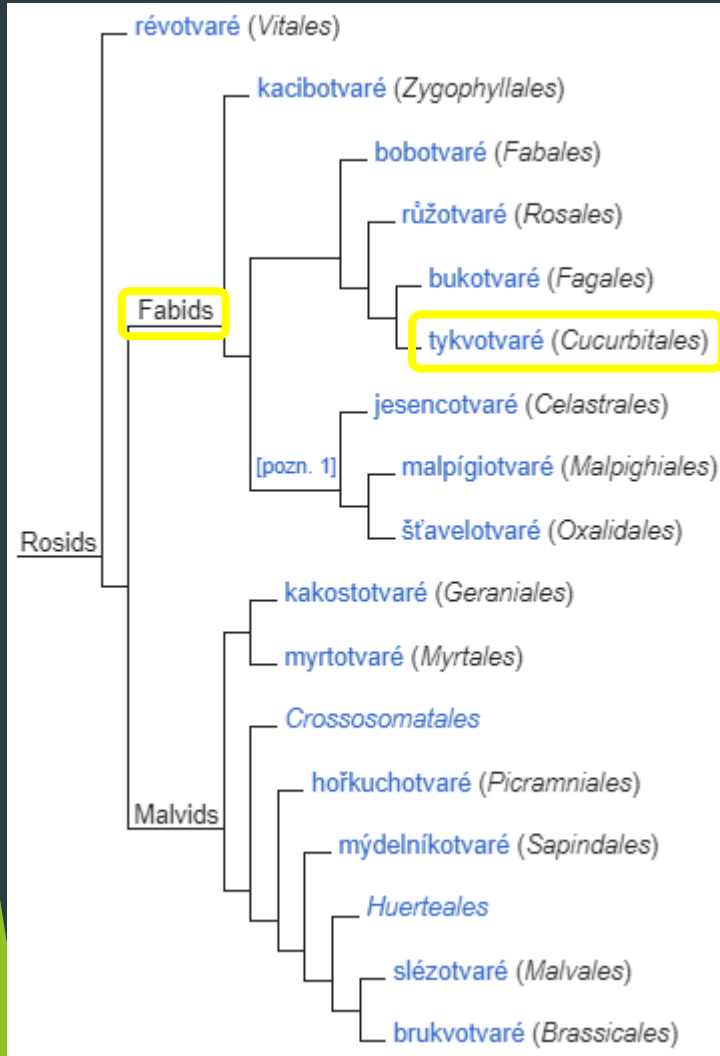 révotvaré (Vitales)
kacibotvaré (Zygophyllales)
bobotvaré (Fabales)
růžotvaré (Rosales)
bukotvaré (Fagales)
Fabids
tykvotvaré (Cucurbitales)
jesencotvaré (Celastrales)
[pozn. 1]
malpígiotvaré (Malpighiales)
šťavelotvaré (Oxalidales)
Rosids
kakostotvaré (Geraniales)
myrtotvaré (Myrtales)
Crossosomatales
hořkuchotvaré (Picramniales)
Malvids
mýdelníkotvaré (Sapindales)
Huerteales
slézotvaré (Malvales)
brukvotvaré (Brassicales)